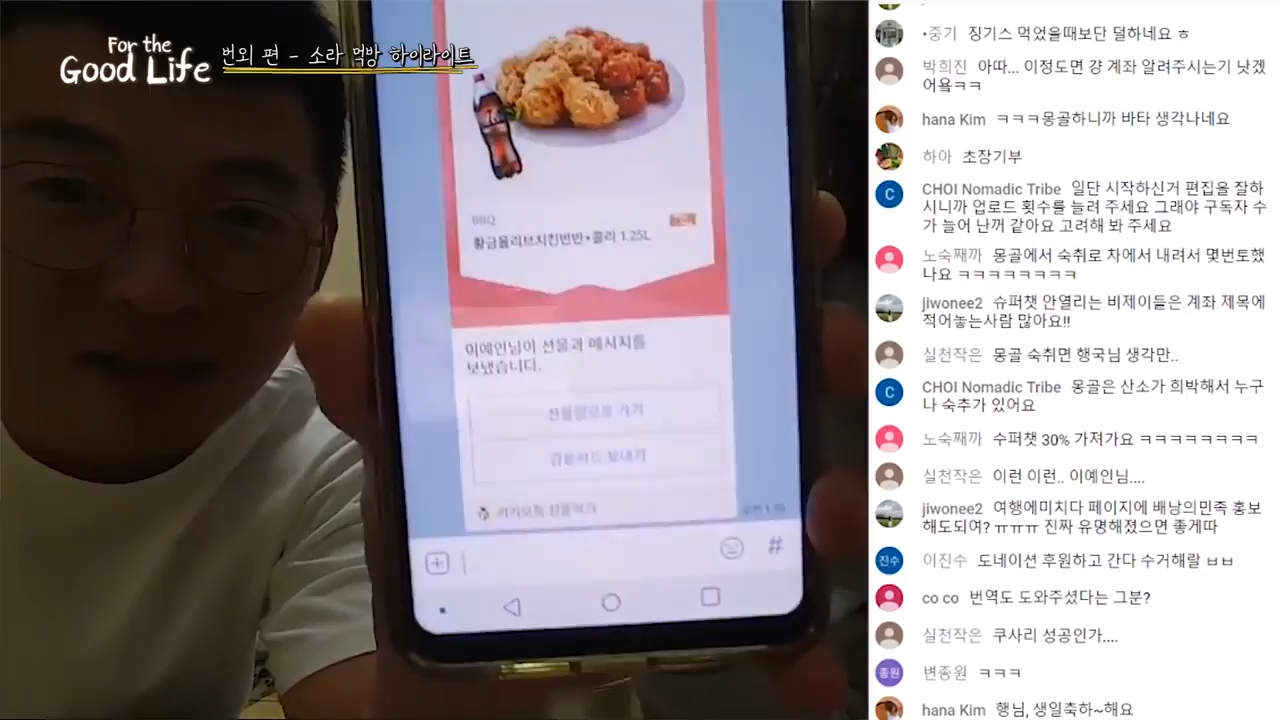 For the
Good Life
번외 편 - 소라 먹방 하이라이트
BBQ
황금올리브치킨반반+콜라 1.25L
이예인님이 선물과 메시지를
보냈습니다.
선물함으로 가기
감동카드 보내기
카카오톡 선물하기
#
•중기 징기스 먹었을때보단 덜하네요 ㅎ
박희진 아따... 이정도면 걍 계좌 알려주시는기 낫겠
어욬ㅋㅋ
hana Kim ㅋㅋㅋ몽골하니까 바타 생각나네요
하아 초장기부
C
CHOI Nomadic Tribe 일단 시작하신거 편집을 잘하
시니까 업로드 횟수를 늘려 주세요 그래야 구독자 수
가 늘어 난꺼 같아요 고려해 봐 주세요
노숙째까 몽골에서 숙취로 차에서 내려서 몇번토했
나요 ㅋㅋㅋㅋㅋㅋㅋㅋ
jiwonee2 슈퍼챗 안열리는 비제이들은 계좌 제목에
적어놓는사람 많아요!!
실천작은 몽골 숙취면 행국님 생각만..
C
CHOI Nomadic Tribe 몽골은 산소가 희박해서 누구
나 숙추가 있어요
노숙째까 수퍼챗 30% 가져가요 ㅋㅋㅋㅋㅋㅋㅋㅋ
실천작은 이런 이런.. 이예인님....
jiwonee2 여행에미치다 페이지에 배낭의민족 홍보
해도되여? ㅠㅠㅠ 진짜 유명해졌으면 좋게따
진수
이진수 도네이션 후원하고 간다 수거해랄 ㅂㅂ
co co 번역도 도와주셨다는 그분?
실천작은 쿠사리 성공인가....
종원
변종원 ㅋㅋㅋ
hana Kim 행님, 생일축하~해요